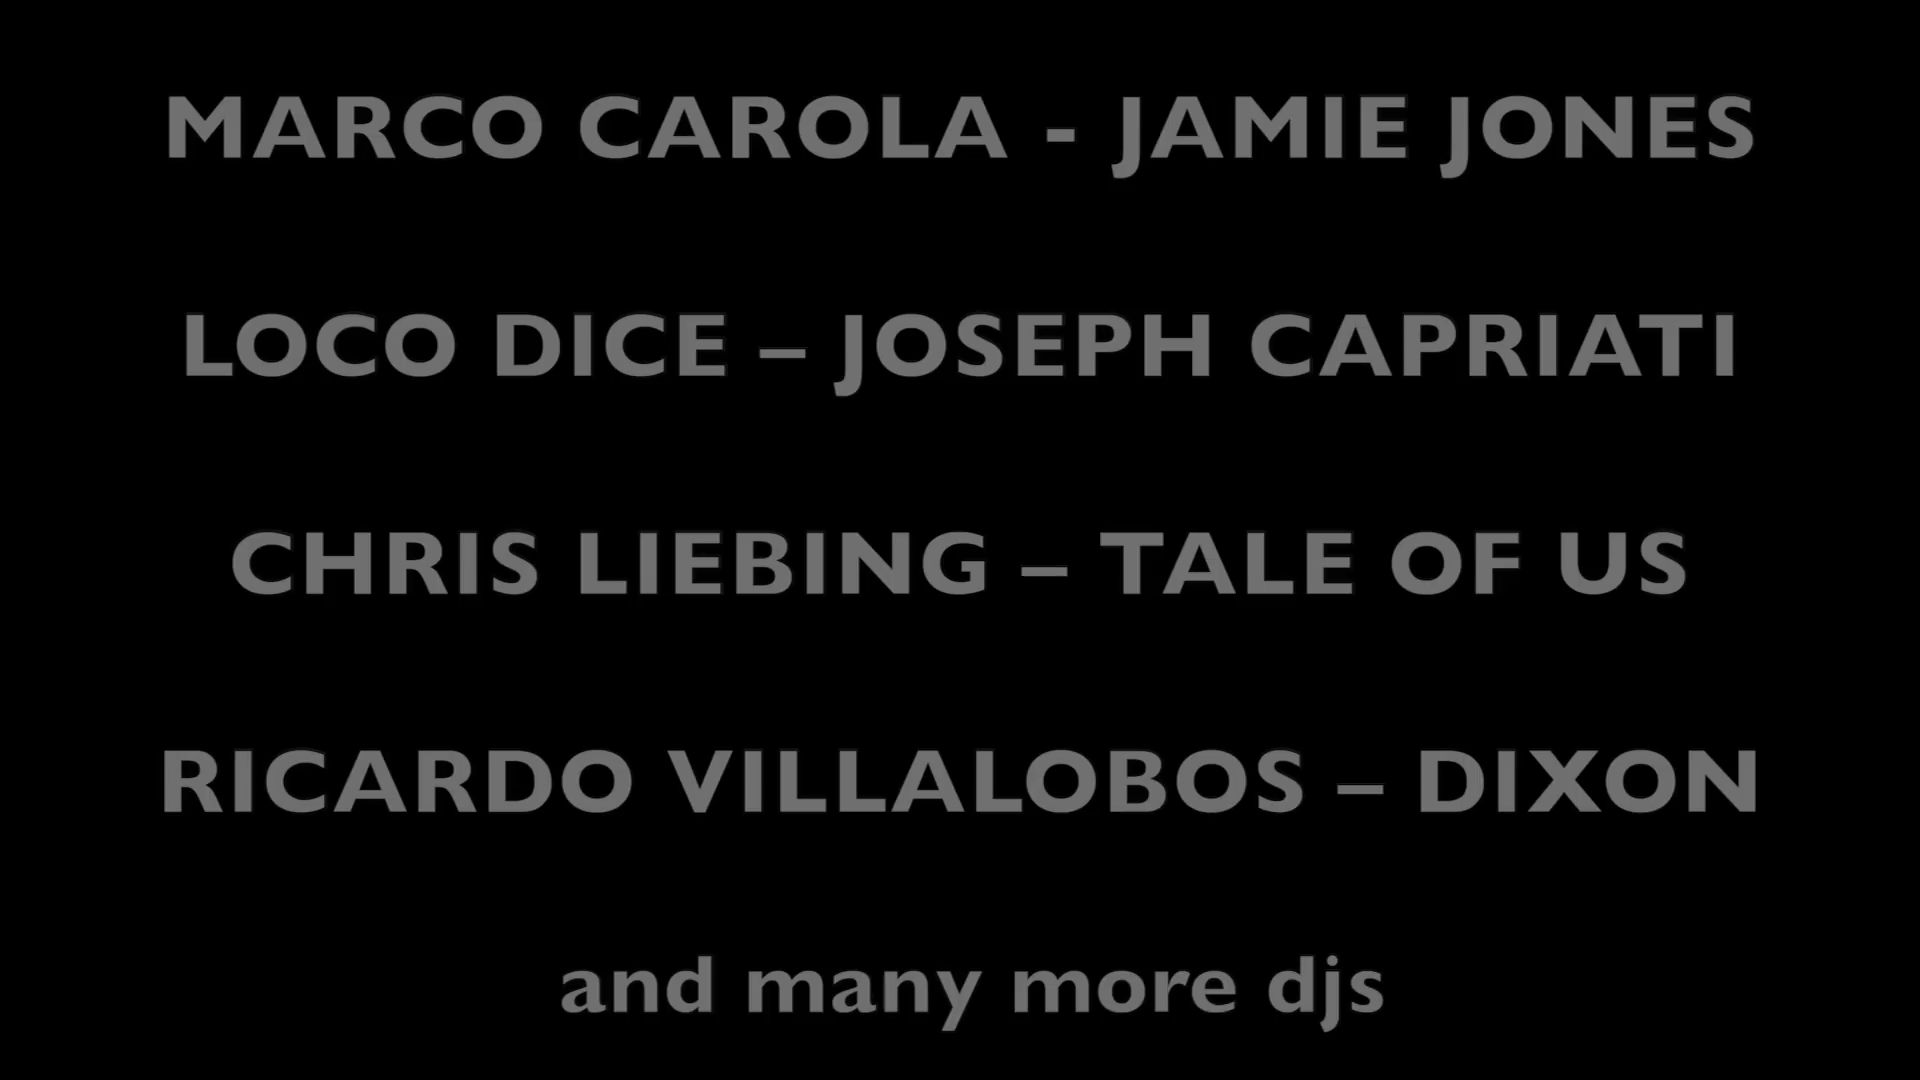 MARCO CAROLA - JAMIE JONES
LOCO DICE – JOSEPH CAPRIATI
CHRIS LIEBING – TALE OF US
RICARDO VILLALOBOS – DIXON
and many more djs